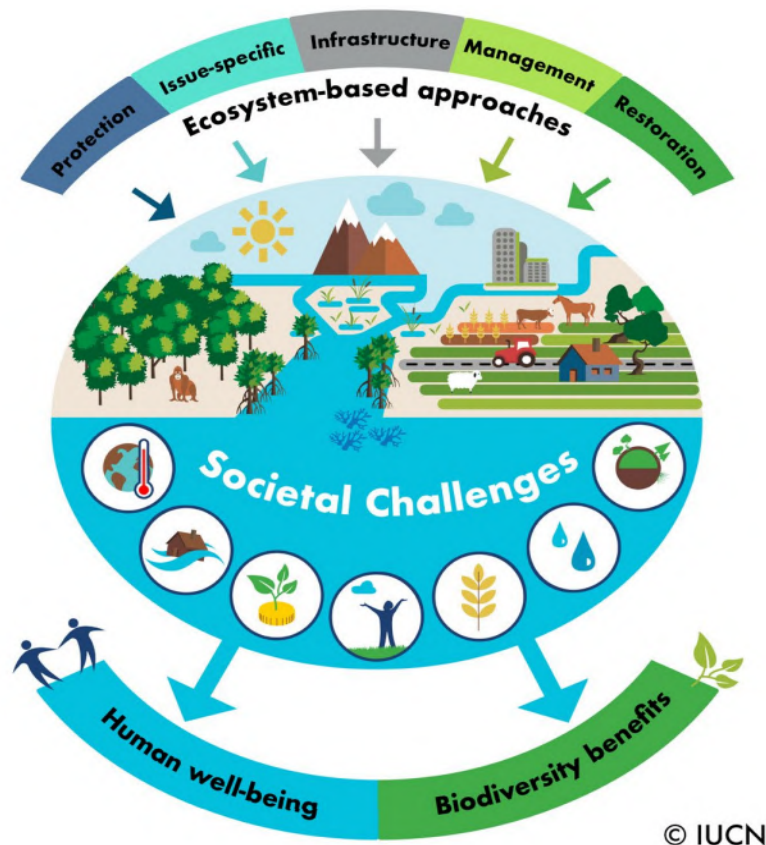 Protection
Issue-specific
Infrastructure
Management
Restoration
Ecosystem-based approaches
Societal Challenges
Human well-being
Biodiversity benefits
© IUCN